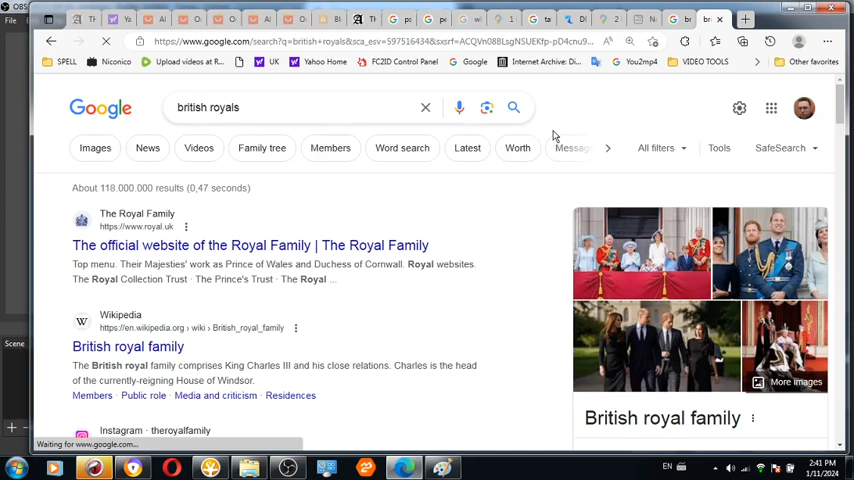 OBS
File
https://www.google.com/search?q=british+royals&sca_esv=597516434&sxsrf=ACQVn08BLsgNSUEKfp-pD4cnu9...
SPELL
Niconico
Upload videos at R...
UK
Yahoo Home
FC2ID Control Panel
Google
Internet Archive: Di...
You2mp4
VIDEO TOOLS
Other favorites
Google
british royals
Images
News
Videos
Family tree
Members
Word search
Latest
Worth
Messag
All filters
Tools
SafeSearch
About 118.000.000 results (0,47 seconds)
The Royal Family
https://www.royal.uk
The official website of the Royal Family | The Royal Family
Top menu. Their Majesties' work as Prince of Wales and Duchess of Cornwall. Royal websites.
The Royal Collection Trust · The Prince's Trust · The Royal ...
Wikipedia
https://en.wikipedia.org › wiki › British_royal_family
British royal family
The British royal family comprises King Charles III and his close relations. Charles is the head
of the currently-reigning House of Windsor.
Members · Public role · Media and criticism · Residences
Instagram · theroyalfamily
More images
British royal family
Scene
Waiting for www.google.com...
EN
2:41 PM
1/11/2024